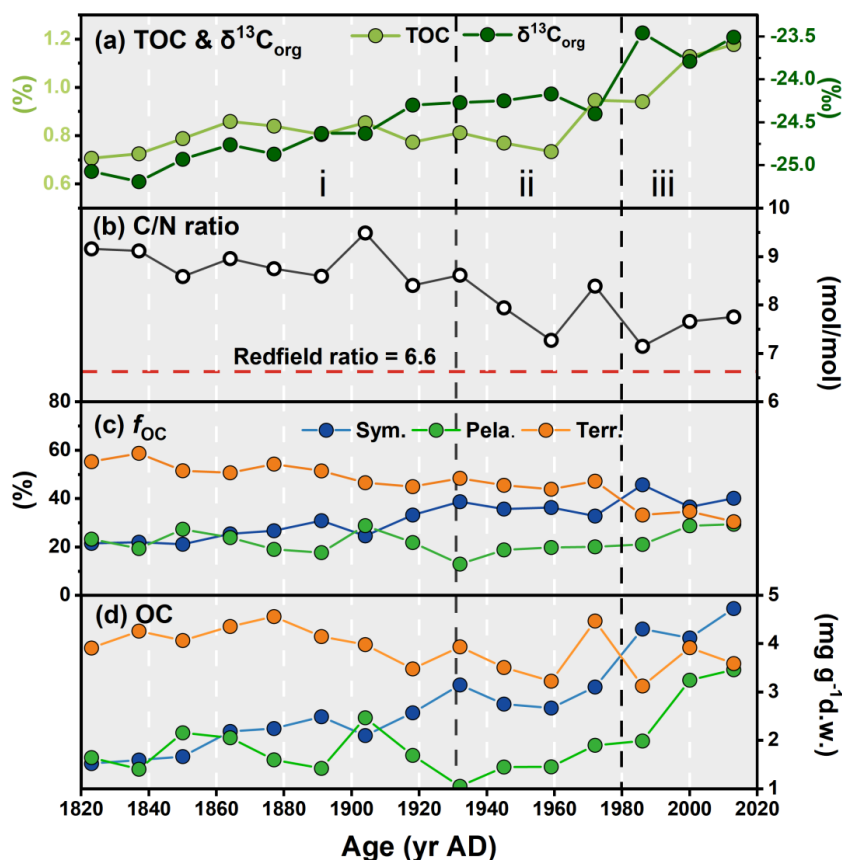 (a) TOC & δ¹³C_org
TOC δ¹³C_org
1.2
1.0
0.8
0.6
(%)
-23.5
-24.0
-24.5
-25.0
(‰)
i ii iii
(b) C/N ratio
Redfield ratio = 6.6
10
9
8
7
6
(mol/mol)
(c) f_OC
Sym. Pela. Terr.
80
60
40
20
0
(%)
(d) OC
5
4
3
2
1
(mg g⁻¹d.w.)
1820 1840 1860 1880 1900 1920 1940 1960 1980 2000 2020
Age (yr AD)